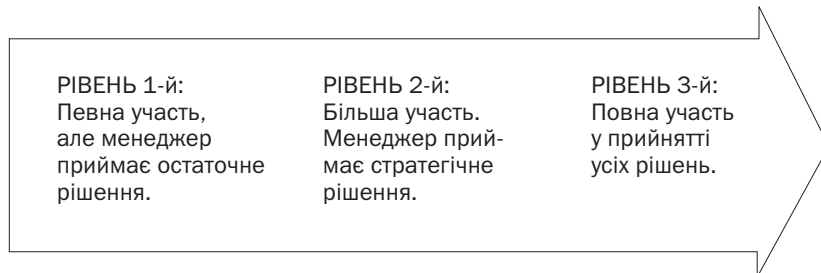 РІВЕНЬ 1-й:
Певна участь,
але менеджер
приймає остаточне
рішення.
РІВЕНЬ 2-й:
Більша участь.
Менеджер прий-
має стратегічне
рішення.
РІВЕНЬ 3-й:
Повна участь
у прийнятті
усіх рішень.